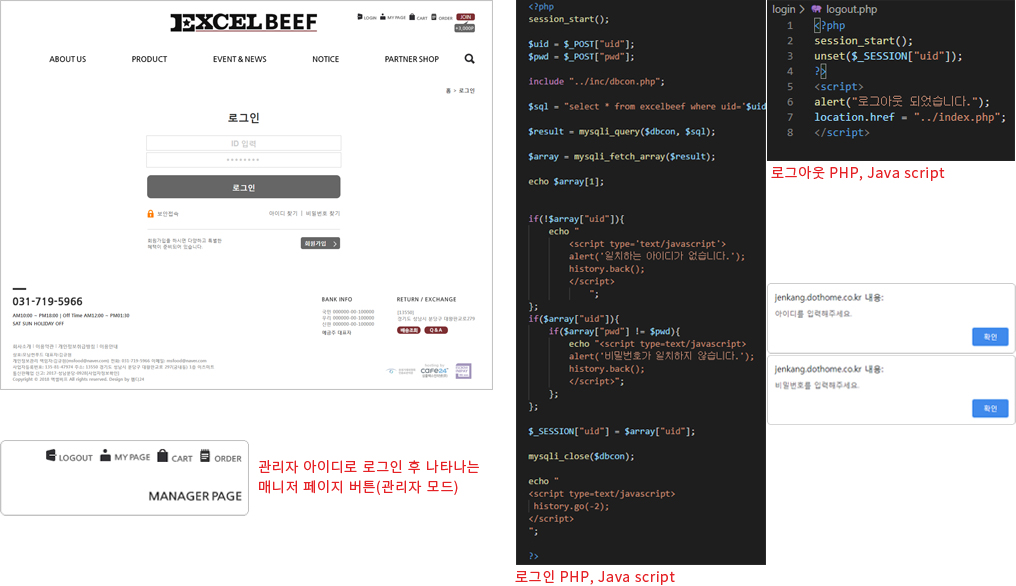 EXCEL BEEF
LOGIN MY PAGE CART ORDER JOIN
+3,000P
ABOUT US PRODUCT EVENT & NEWS NOTICE PARTNER SHOP
홈 > 로그인
로그인
ID 입력
********
로그인
보안접속 아이디 찾기 | 비밀번호 찾기
회원가입을 하시면 다양하고 특별한
혜택이 준비되어 있습니다.
회원가입 >
031-719-5966
AM10:00 ~ PM18:00 | Off Time AM12:00 ~ PM01:30
SAT SUN HOLIDAY OFF
BANK INFO
국민 000000-00-100000
우리 000000-00-100000
신한 000000-00-100000
예금주 대표자
RETURN / EXCHANGE
[13550]
경기도 성남시 분당구 대왕판교로279
배송조회 Q & A
회사소개 | 이용약관 | 개인정보취급방침 | 이용안내
Copyright © 2018 엑셀비프 All rights reserved. Design by 웰디24
hosting by
cafe24
LOGOUT MY PAGE CART ORDER
MANAGER PAGE
관리자 아이디로 로그인 후 나타나는
매니저 페이지 버튼(관리자 모드)
<?php
session_start();
$uid = $_POST["uid"];
$pwd = $_POST["pwd"];
include "../inc/dbcon.php";
$sql = "select * from excelbeef where uid='$uid
$result = mysqli_query($dbcon, $sql);
$array = mysqli_fetch_array($result);
echo $array[1];
if(!$array["uid"]){
echo "
<script type='text/javascript'>
alert('일치하는 아이디가 없습니다.');
history.back();
</script>
";
};
if($array["uid"]){
if($array["pwd"] != $pwd){
echo "<script type=text/javascript>
alert('비밀번호가 일치하지 않습니다.');
history.back();
</script>";
};
};
$_SESSION["uid"] = $array["uid"];
mysqli_close($dbcon);
echo "
<script type=text/javascript>
history.go(-2);
</script>
";
?>
로그인 PHP, Java script
login > logout.php
1 <?php
2 session_start();
3 unset($_SESSION["uid"]);
4 ?>
5 <script>
6 alert("로그아웃 되었습니다.");
7 location.href = "../index.php";
8 </script>
로그아웃 PHP, Java script
jenkang.dothome.co.kr 내용:
아이디를 입력해주세요.
확인
jenkang.dothome.co.kr 내용:
비밀번호를 입력해주세요.
확인